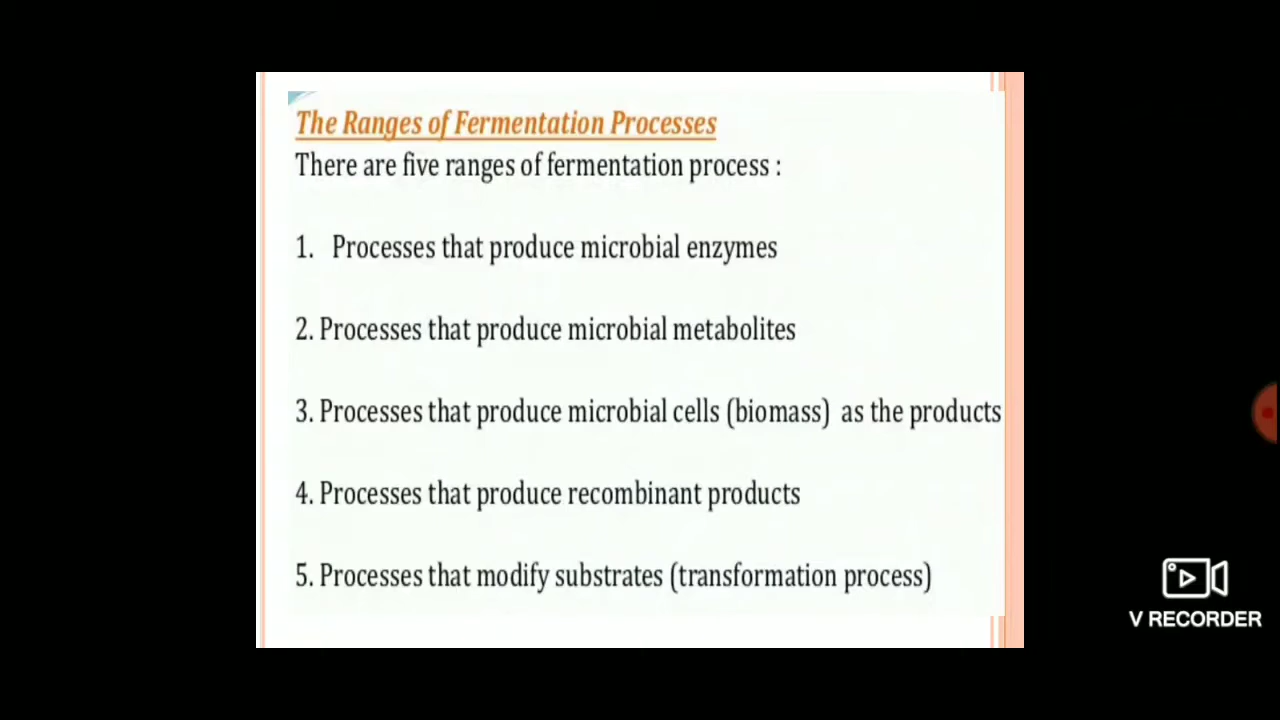 The Ranges of Fermentation Processes
There are five ranges of fermentation process :
1. Processes that produce microbial enzymes
2. Processes that produce microbial metabolites
3. Processes that produce microbial cells (biomass) as the products
4. Processes that produce recombinant products
5. Processes that modify substrates (transformation process)
V RECORDER